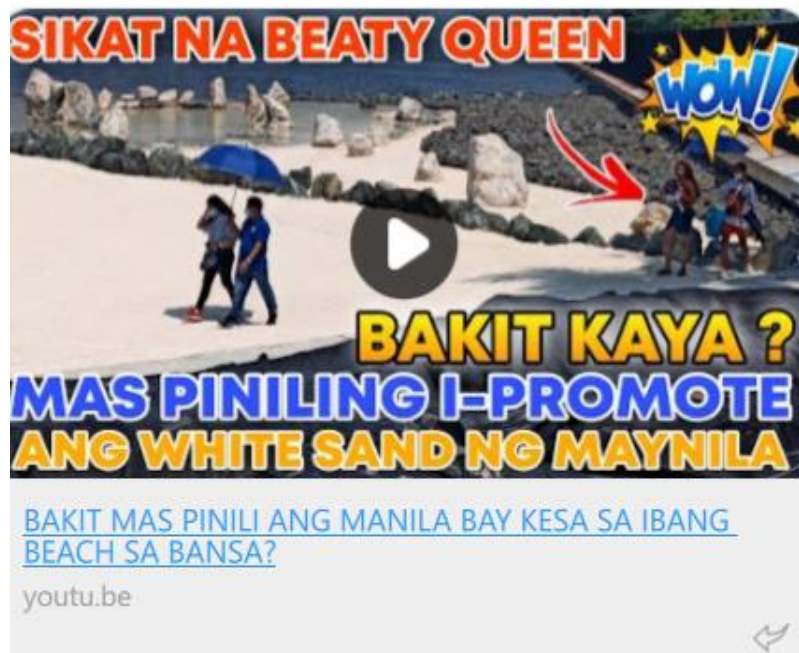 SIKAT NA BEATY QUEEN
WOW!
BAKIT KAYA ?
MAS PINILING I-PROMOTE
ANG WHITE SAND NG MAYNILA
BAKIT MAS PINILI ANG MANILA BAY KESA SA IBANG
BEACH SA BANSA?
youtu.be